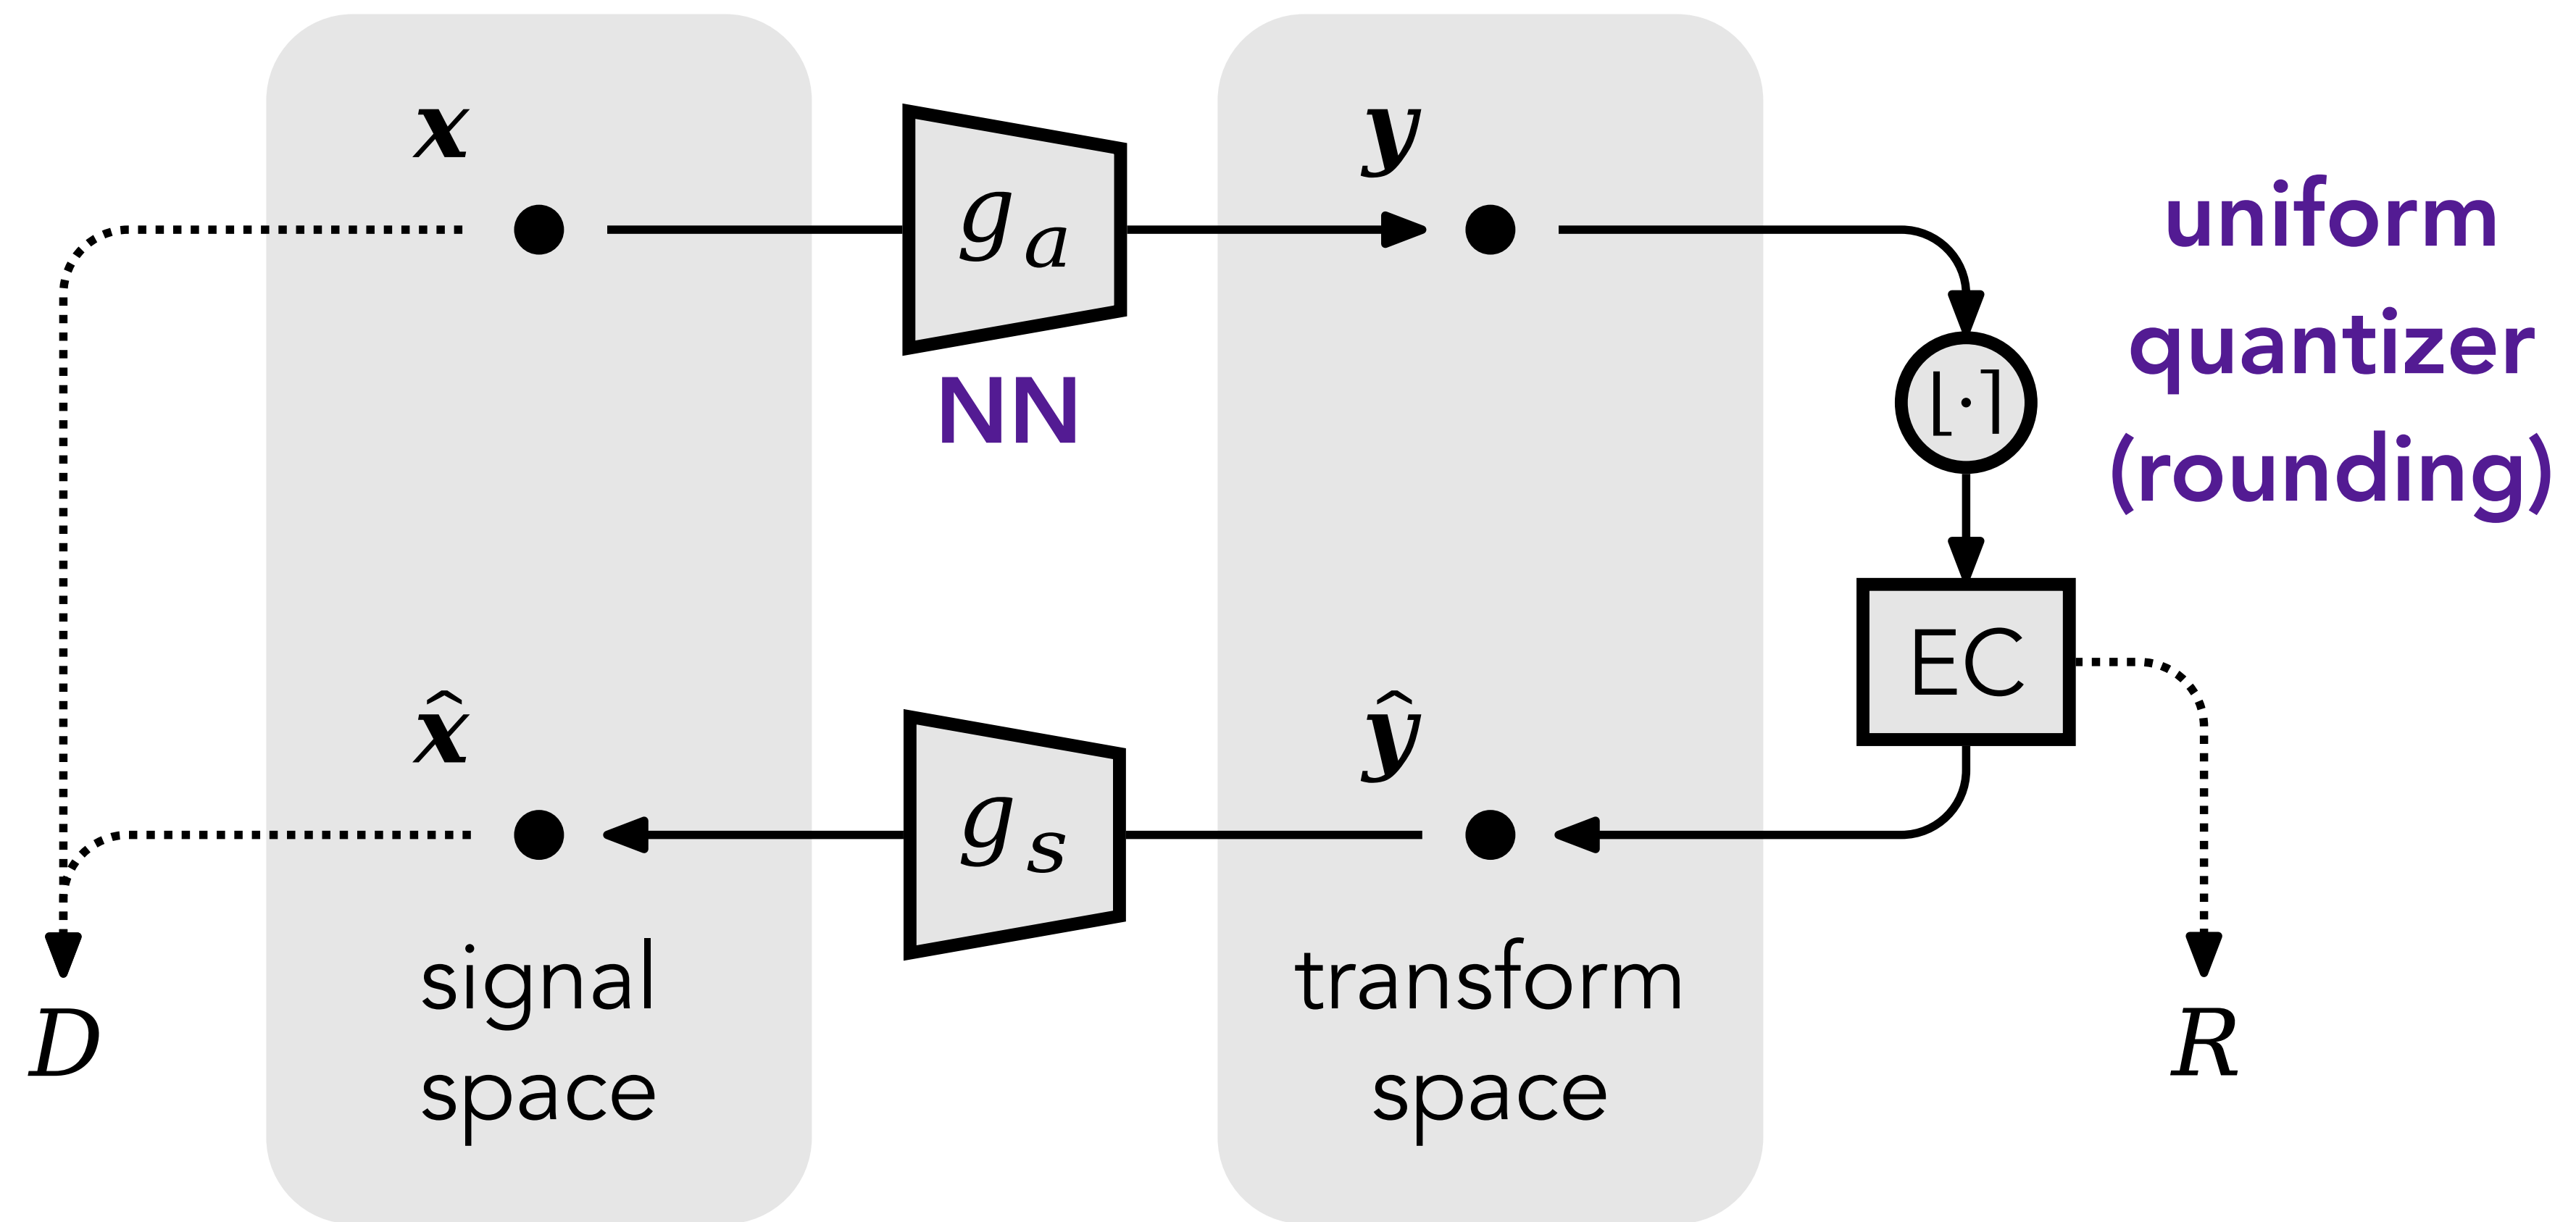 x
g_a
y
NN
uniform
quantizer
(rounding)
⌊·⌉
EC
x̂
g_s
ŷ
signal
space
transform
space
D
R